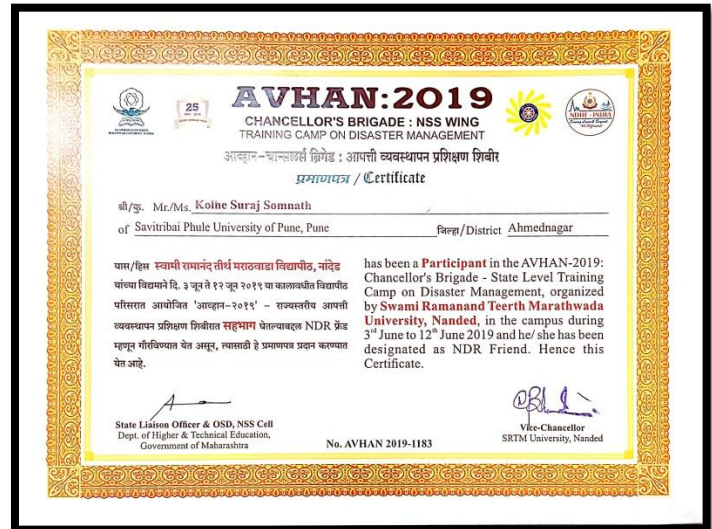 25
AVHAN:2019
CHANCELLOR'S BRIGADE : NSS WING
TRAINING CAMP ON DISASTER MANAGEMENT
आव्हान-चान्सलर्स ब्रिगेड : आपत्ती व्यवस्थापन प्रशिक्षण शिबीर
प्रमाणपत्र / Certificate
NDRF - INDIA
श्री/कु. Mr./Ms. Kolhe Suraj Somnath
of Savitribai Phule University of Pune, Pune जिल्हा/District Ahmednagar
यास/हिस स्वामी रामानंद तीर्थ मराठवाडा विद्यापीठ, नांदेड
यांच्या विद्यमाने दि. ३ जून ते १२ जून २०१९ या कालावधीत विद्यापीठ
परिसरात आयोजित 'आव्हान-२०१९' - राज्यस्तरीय आपत्ती
व्यवस्थापन प्रशिक्षण शिबीरात सहभाग घेतल्याबद्दल NDR फ्रेंड
म्हणून गौरविण्यात येत असून, त्यासाठी हे प्रमाणपत्र प्रदान करण्यात
येत आहे.
has been a Participant in the AVHAN-2019:
Chancellor's Brigade - State Level Training
Camp on Disaster Management, organized
by Swami Ramanand Teerth Marathwada
University, Nanded, in the campus during
3rd June to 12th June 2019 and he/ she has been
designated as NDR Friend. Hence this
Certificate.
State Liaison Officer & OSD, NSS Cell
Dept. of Higher & Technical Education,
Government of Maharashtra
No. AVHAN 2019-1183
Vice-Chancellor
SRTM University, Nanded